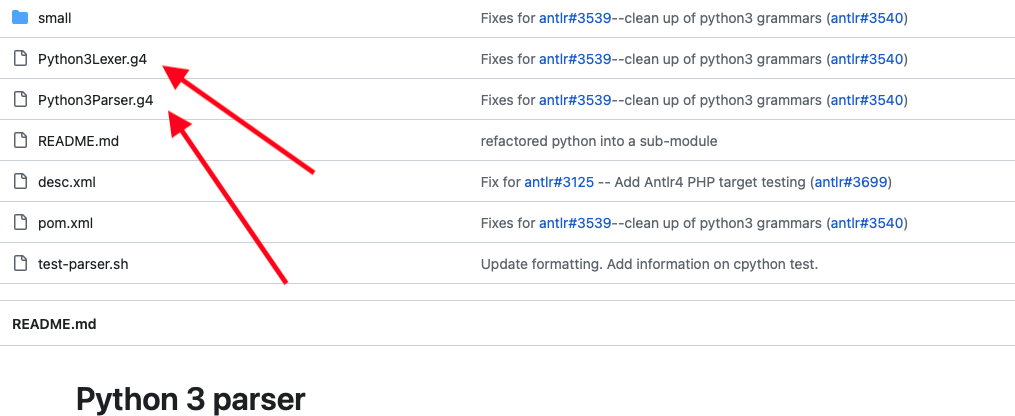 small Fixes for antlr#3539--clean up of python3 grammars (antlr#3540)
Python3Lexer.g4 Fixes for antlr#3539--clean up of python3 grammars (antlr#3540)
Python3Parser.g4 Fixes for antlr#3539--clean up of python3 grammars (antlr#3540)
README.md refactored python into a sub-module
desc.xml Fix for antlr#3125 -- Add Antlr4 PHP target testing (antlr#3699)
pom.xml Fixes for antlr#3539--clean up of python3 grammars (antlr#3540)
test-parser.sh Update formatting. Add information on cpython test.
README.md
Python 3 parser